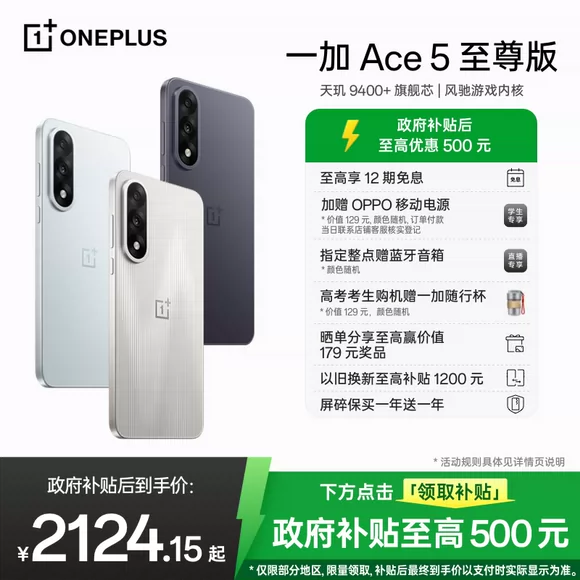 ONEPLUS
一加 Ace 5 至尊版
天玑 9400+ 旗舰芯 | 风驰游戏内核
政府补贴后
至高优惠 500 元
至高享 12 期免息
免息
加赠 OPPO 移动电源
* 价值 129 元, 颜色随机, 订单付款
当日联系店铺客服核实登记
学生
专享
指定整点赠蓝牙音箱
* 颜色随机
直播
专享
高考考生购机赠一加随行杯
* 价值 129 元，颜色随机
晒单分享至高赢价值
179 元奖品
以旧换新至高补贴 1200 元
屏碎保买一年送一年
* 活动规则具体见详情页说明
政府补贴后到手价:
¥2124.15 起
下方点击「领取补贴」
政府补贴至高 500 元
* 仅限部分地区, 限量领取, 补贴后最终到手价以支付时实际显示为准。